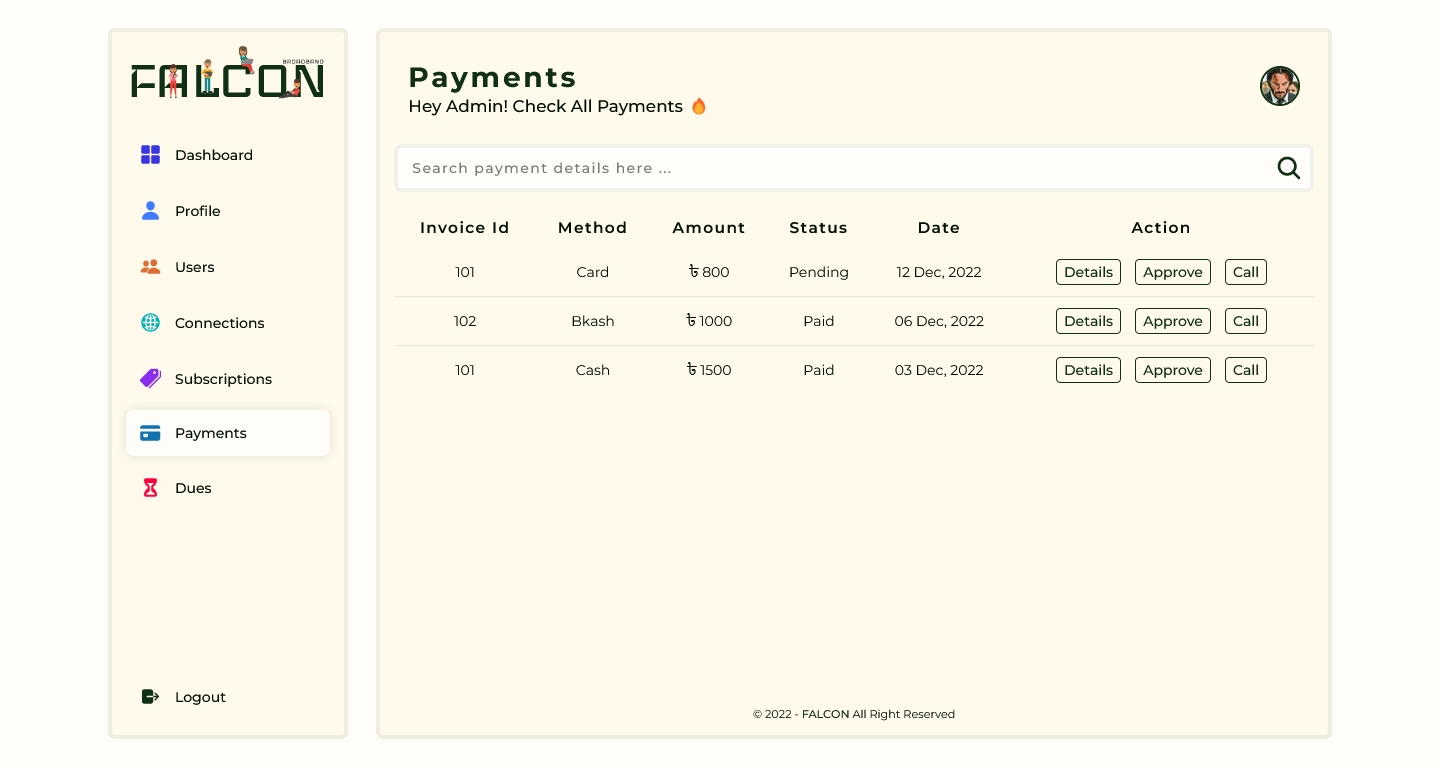 FALCON
BROADBAND
Dashboard
Profile
Users
Connections
Subscriptions
Payments
Dues
Logout
Payments
Hey Admin! Check All Payments 🔥
Search payment details here ...
Invoice Id Method Amount Status Date Action
101 Card ৳ 800 Pending 12 Dec, 2022 Details Approve Call
102 Bkash ৳ 1000 Paid 06 Dec, 2022 Details Approve Call
101 Cash ৳ 1500 Paid 03 Dec, 2022 Details Approve Call
© 2022 - FALCON All Right Reserved